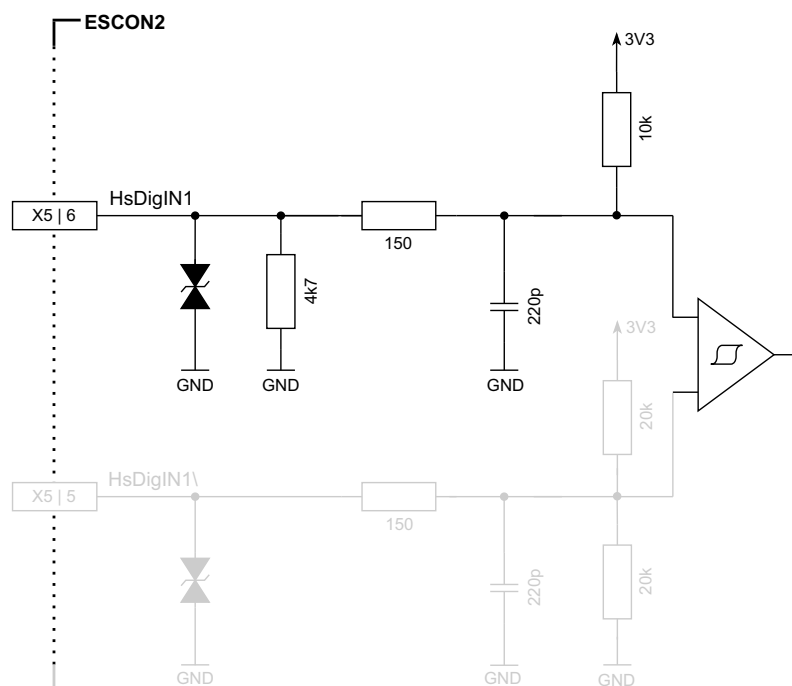 ESCON2
3V3
10k
HsDigIN1
X5 | 6
150
4k7
220p
GND
GND
GND
3V3
20k
HsDigIN1\
X5 | 5
150
220p
20k
GND
GND
GND